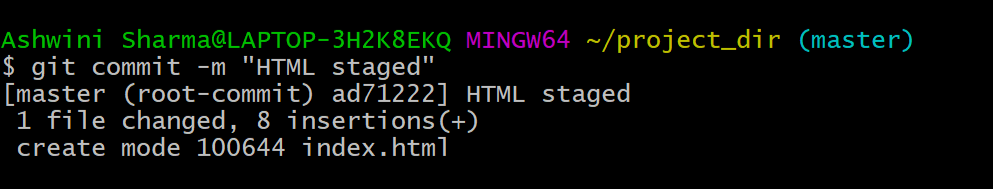 Ashwini Sharma@LAPTOP-3H2K8EKQ MINGW64 ~/project_dir (master)
$ git commit -m "HTML staged"
[master (root-commit) ad71222] HTML staged
 1 file changed, 8 insertions(+)
 create mode 100644 index.html